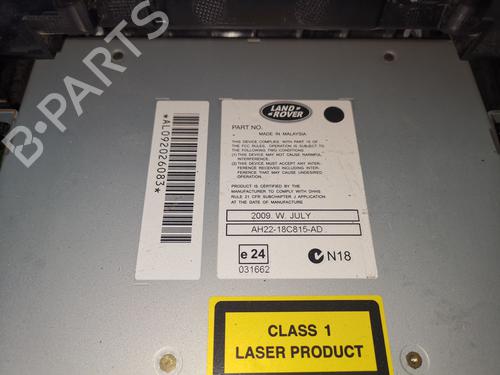 B-PARTS
*AL092026083*
LAND
ROVER
PART NO.
MADE IN MALAYSIA
THIS DEVICE COMPLIES WITH PART 15 OF
THE FCC RULES. OPERATION IS SUBJECT TO
THE FOLLOWING TWO CONDITIONS.
(1) THIS DEVICE MAY NOT CAUSE HARMFUL
INTERFERENCE.
(2) THIS DEVICE MUST ACCEPT ANY INTER-
FERENCE RECEIVED INCLUDING INTER-
FERENCE THAT MAY CAUSE UNDESIRED
OPERATION.
PRODUCT IS CERTIFIED BY
MANUFACTURER TO COMPLY WITH DHHS
RULE 21 CFR SUBCHAPTER J APPLICABLE
AT THE DATE OF MANUFACTURE
2009. W. JULY
AH22-18C815-AD
e 24
N18
031662
CLASS 1
LASER PRODUCT